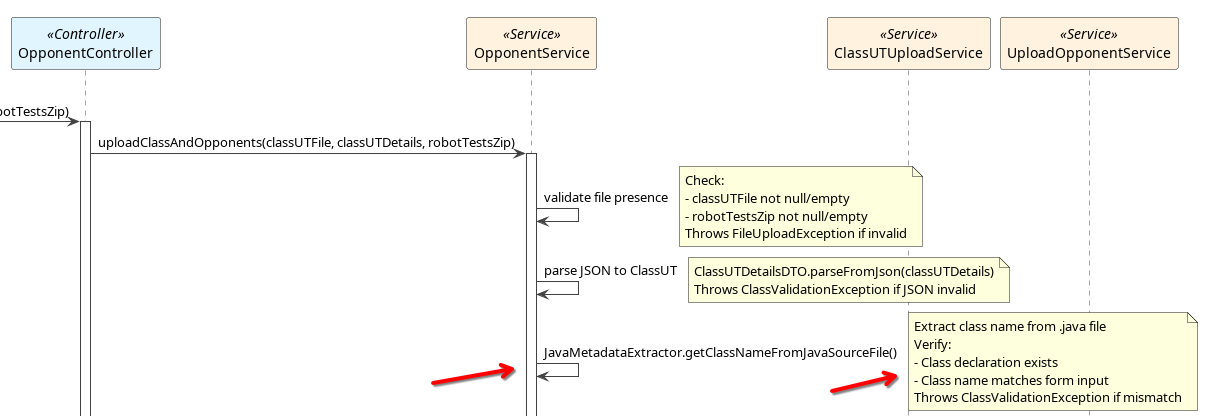 «Controller»
OpponentController
«Service»
OpponentService
«Service»
ClassUTUploadService
«Service»
UploadOpponentService
otTestsZip)
uploadClassAndOpponents(classUTFile, classUTDetails, robotTestsZip)
validate file presence
Check:
- classUTFile not null/empty
- robotTestsZip not null/empty
Throws FileUploadException if invalid
parse JSON to ClassUT
ClassUTDetailsDTO.parseFromJson(classUTDetails)
Throws ClassValidationException if JSON invalid
JavaMetadataExtractor.getClassNameFromJavaSourceFile()
Extract class name from .java file
Verify:
- Class declaration exists
- Class name matches form input
Throws ClassValidationException if mismatch